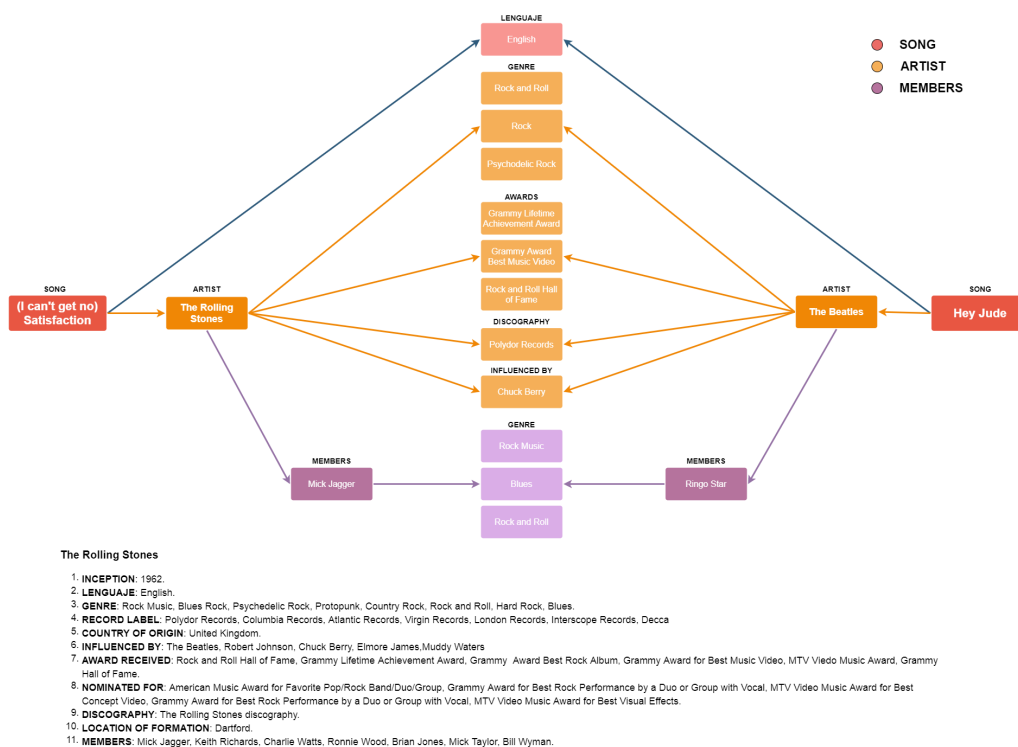 LENGUAJE
English
GENRE
Rock and Roll
Rock
Psychodelic Rock
AWARDS
Grammy Lifetime
Achievement Award
Grammy Award
Best Music Video
Rock and Roll Hall
of Fame
DISCOGRAPHY
Polydor Records
INFLUENCED BY
Chuck Berry
GENRE
Rock Music
Blues
Rock and Roll
SONG
ARTIST
MEMBERS
SONG
(I can't get no)
Satisfaction
ARTIST
The Rolling
Stones
ARTIST
The Beatles
SONG
Hey Jude
MEMBERS
Mick Jagger
MEMBERS
Ringo Star
The Rolling Stones
1. INCEPTION: 1962.
2. LENGUAJE: English.
3. GENRE: Rock Music, Blues Rock, Psychedelic Rock, Protopunk, Country Rock, Rock and Roll, Hard Rock, Blues.
4. RECORD LABEL: Polydor Records, Columbia Records, Atlantic Records, Virgin Records, London Records, Interscope Records, Decca
5. COUNTRY OF ORIGIN: United Kingdom.
6. INFLUENCED BY: The Beatles, Robert Johnson, Chuck Berry, Elmore James,Muddy Waters
7. AWARD RECEIVED: Rock and Roll Hall of Fame, Grammy Lifetime Achievement Award, Grammy Award Best Rock Album, Grammy Award for Best Music Video, MTV Viedo Music Award, Grammy
Hall of Fame.
8. NOMINATED FOR: American Music Award for Favorite Pop/Rock Band/Duo/Group, Grammy Award for Best Rock Performance by a Duo or Group with Vocal, MTV Video Music Award for Best
Concept Video, Grammy Award for Best Rock Performance by a Duo or Group with Vocal, MTV Video Music Award for Best Visual Effects.
9. DISCOGRAPHY: The Rolling Stones discography.
10. LOCATION OF FORMATION: Dartford.
11. MEMBERS: Mick Jagger, Keith Richards, Charlie Watts, Ronnie Wood, Brian Jones, Mick Taylor, Bill Wyman.